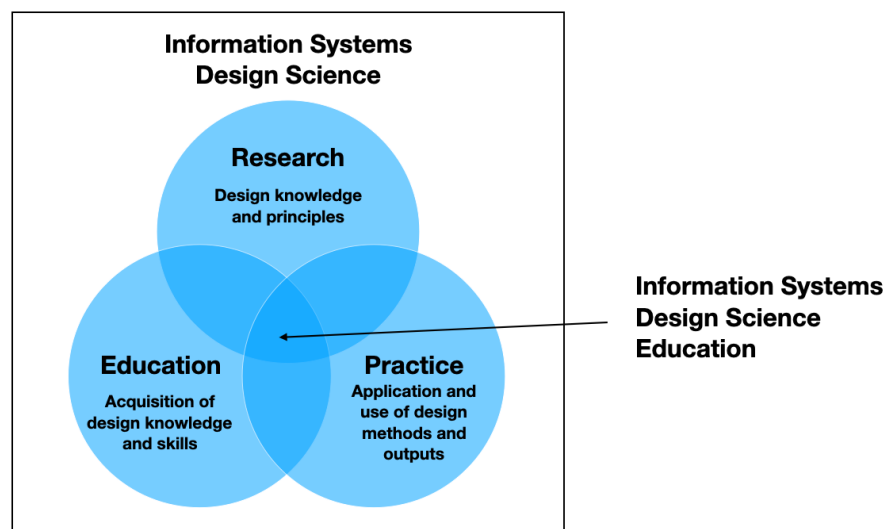 Information Systems
Design Science
Research
Design knowledge
and principles
Education
Acquisition of
design knowledge
and skills
Practice
Application and
use of design
methods and
outputs
Information Systems
Design Science
Education